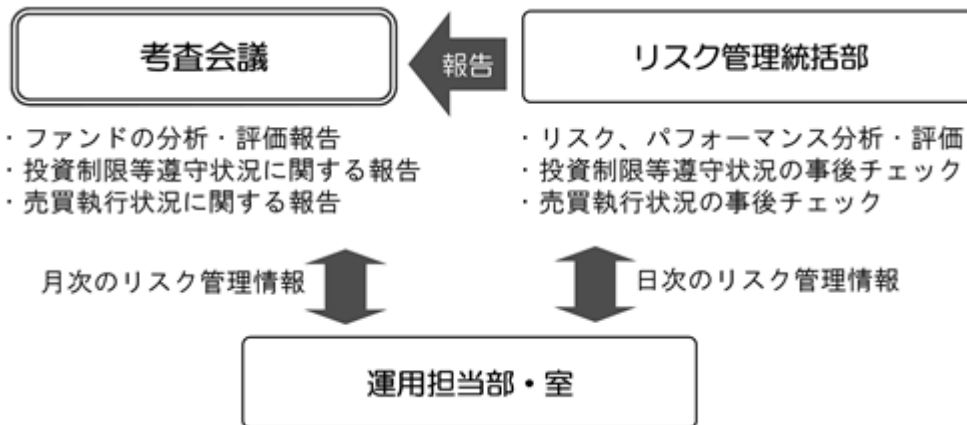 考査会議
報告
リスク管理統括部
・ファンドの分析・評価報告
・投資制限等遵守状況に関する報告
・売買執行状況に関する報告
・リスク、パフォーマンス分析・評価
・投資制限等遵守状況の事後チェック
・売買執行状況の事後チェック
月次のリスク管理情報
日次のリスク管理情報
運用担当部・室